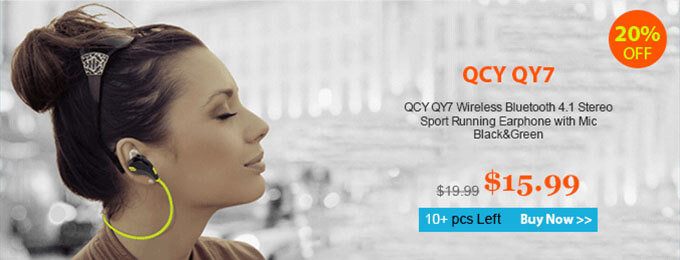 20%
OFF
QCY QY7
QCY QY7 Wireless Bluetooth 4.1 Stereo
Sport Running Earphone with Mic
Black&Green
$19.99 $15.99
10+ pcs Left Buy Now >>